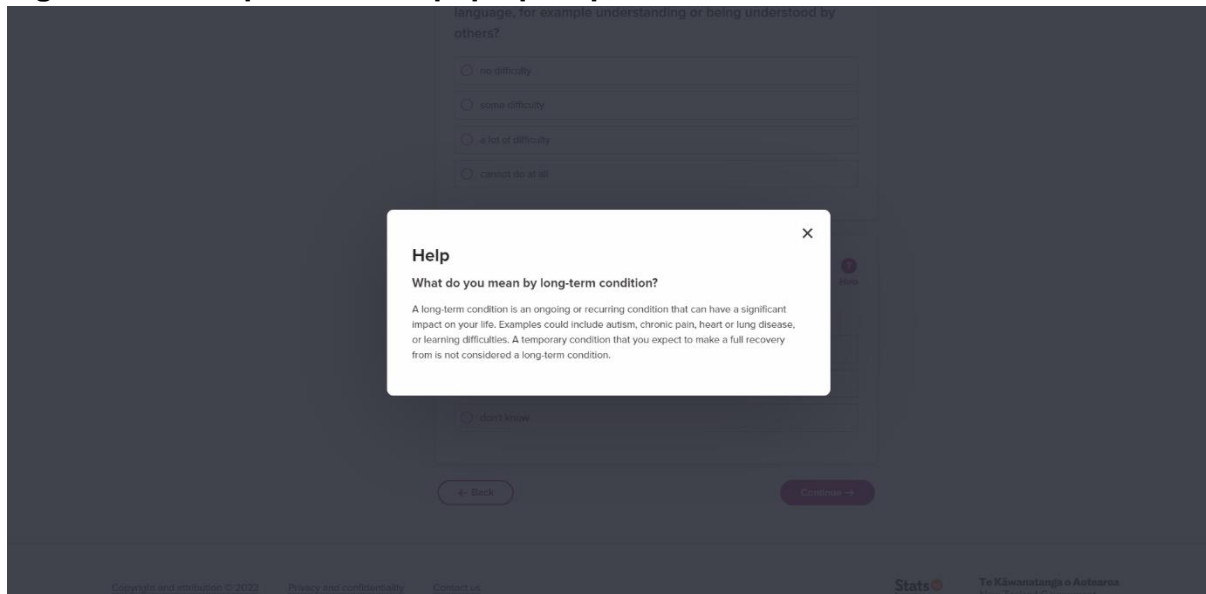 language, for example understanding or being understood by
others?
no difficulty
some difficulty
a lot of difficulty
cannot do at all
×
Help
What do you mean by long-term condition?
Help
A long-term condition is an ongoing or recurring condition that can have a significant
impact on your life. Examples could include autism, chronic pain, heart or lung disease,
or learning difficulties. A temporary condition that you expect to make a full recovery
from is not considered a long-term condition.
don't know
← Back
Continue →
Copyright and attribution © 2022 Privacy and confidentiality Contact us
Stats
Te Kāwanatanga o Aotearoa